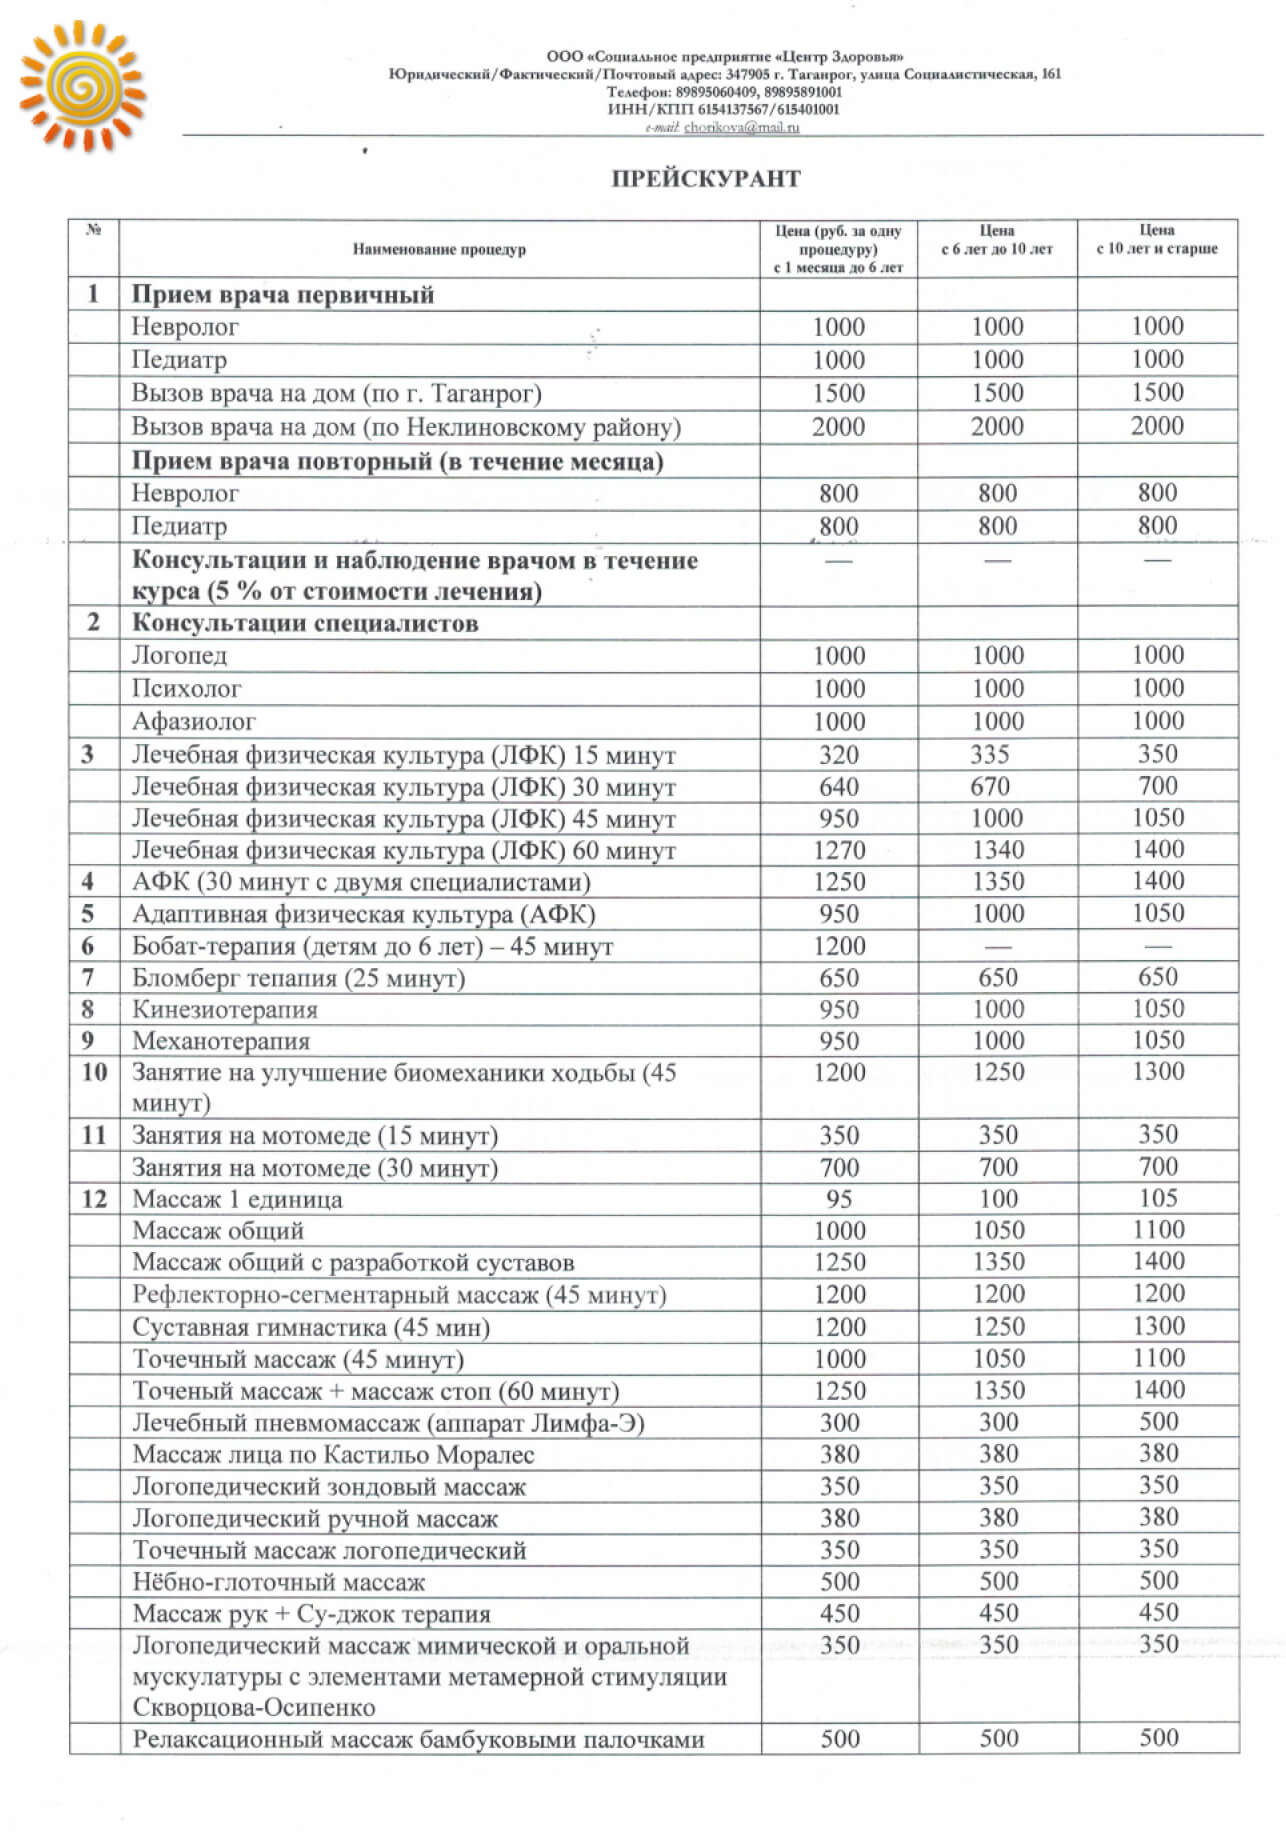 ООО «Социальное предприятие «Центр Здоровья»
Юридический/Фактический/Почтовый адрес: 347905 г. Таганрог, улица Социалистическая, 161
Телефон: 89895060409, 89895891001
ИНН/КПП 6154137567/615401001
e-mail: chorikova@mail.ru
ПРЕЙСКУРАНТ
№ Наименование процедур Цена (руб. за одну Цена Цена
процедуру) с 6 лет до 10 лет с 10 лет и старше
с 1 месяца до 6 лет
1 Прием врача первичный
Невролог 1000 1000 1000
Педиатр 1000 1000 1000
Вызов врача на дом (по г. Таганрог) 1500 1500 1500
Вызов врача на дом (по Неклиновскому району) 2000 2000 2000
Прием врача повторный (в течение месяца)
Невролог 800 800 800
Педиатр 800 800 800
Консультации и наблюдение врачом в течение — — —
курса (5 % от стоимости лечения)
2 Консультации специалистов
Логопед 1000 1000 1000
Психолог 1000 1000 1000
Афазиолог 1000 1000 1000
3 Лечебная физическая культура (ЛФК) 15 минут 320 335 350
Лечебная физическая культура (ЛФК) 30 минут 640 670 700
Лечебная физическая культура (ЛФК) 45 минут 950 1000 1050
Лечебная физическая культура (ЛФК) 60 минут 1270 1340 1400
4 АФК (30 минут с двумя специалистами) 1250 1350 1400
5 Адаптивная физическая культура (АФК) 950 1000 1050
6 Бобат-терапия (детям до 6 лет) – 45 минут 1200 — —
7 Бломберг тепапия (25 минут) 650 650 650
8 Кинезиотерапия 950 1000 1050
9 Механотерапия 950 1000 1050
10 Занятие на улучшение биомеханики ходьбы (45 1200 1250 1300
минут)
11 Занятия на мотомеде (15 минут) 350 350 350
Занятия на мотомеде (30 минут) 700 700 700
12 Массаж 1 единица 95 100 105
Массаж общий 1000 1050 1100
Массаж общий с разработкой суставов 1250 1350 1400
Рефлекторно-сегментарный массаж (45 минут) 1200 1200 1200
Суставная гимнастика (45 мин) 1200 1250 1300
Точечный массаж (45 минут) 1000 1050 1100
Точеный массаж + массаж стоп (60 минут) 1250 1350 1400
Лечебный пневмомассаж (аппарат Лимфа-Э) 300 300 500
Массаж лица по Кастильо Моралес 380 380 380
Логопедический зондовый массаж 350 350 350
Логопедический ручной массаж 380 380 380
Точечный массаж логопедический 350 350 350
Нёбно-глоточный массаж 500 500 500
Массаж рук + Су-джок терапия 450 450 450
Логопедический массаж мимической и оральной 350 350 350
мускулатуры с элементами метамерной стимуляции
Скворцова-Осипенко
Релаксационный массаж бамбуковыми палочками 500 500 500